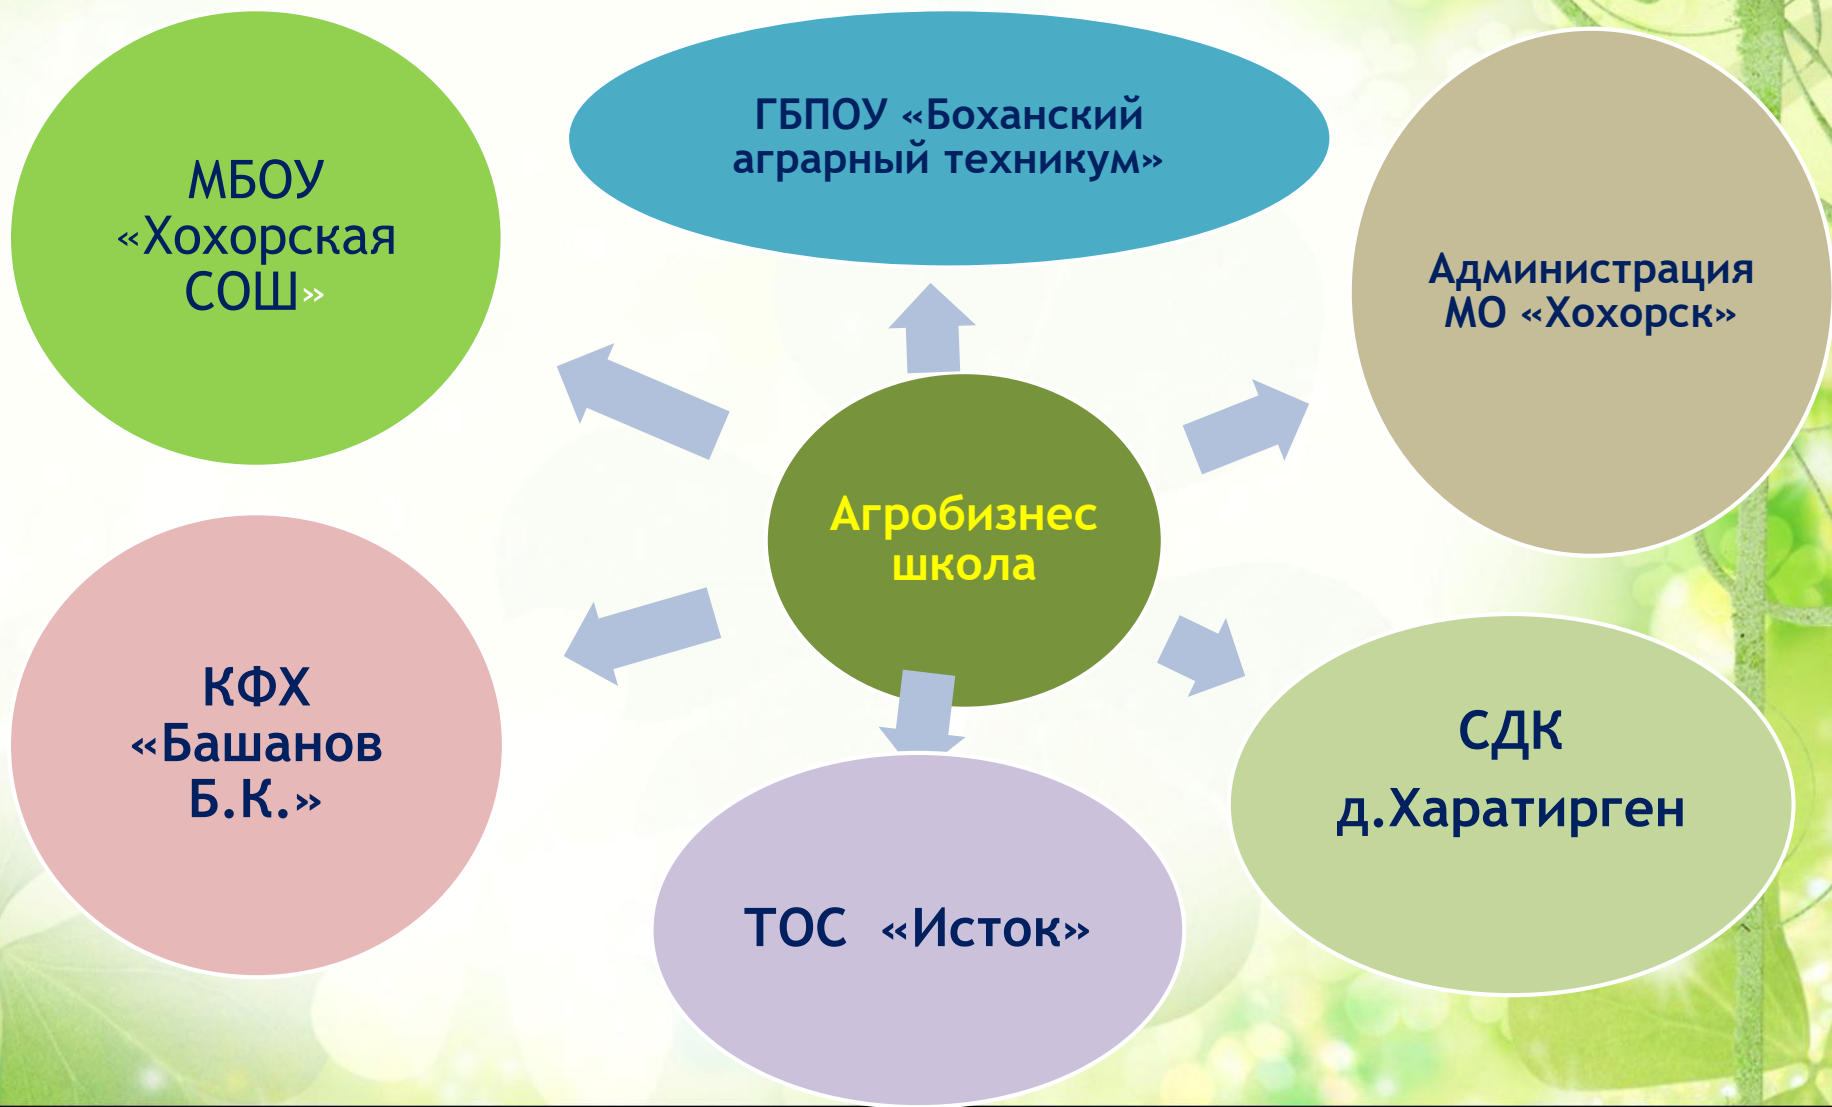 МБОУ
«Хохорская
СОШ»
ГБПОУ «Боханский
аграрный техникум»
Администрация
МО «Хохорск»
Агробизнес
школа
КФХ
«Башанов
Б.К.»
ТОС «Исток»
СДК
д.Харатирген